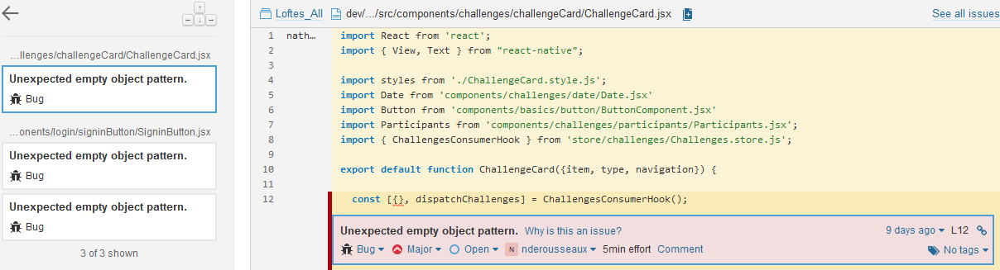 …llenges/challengeCard/ChallengeCard.jsx
Unexpected empty object pattern.
Bug
…onents/login/signinButton/SigninButton.jsx
Unexpected empty object pattern.
Bug
Unexpected empty object pattern.
Bug
3 of 3 shown
Loftes_All dev/…/src/components/challenges/challengeCard/ChallengeCard.jsx See all issues
1 nath… import React from 'react';
2 import { View, Text } from "react-native";
3
4 import styles from './ChallengeCard.style.js';
5 import Date from 'components/challenges/date/Date.jsx'
6 import Button from 'components/basics/button/ButtonComponent.jsx'
7 import Participants from 'components/challenges/participants/Participants.jsx';
8 import { ChallengesConsumerHook } from 'store/challenges/Challenges.store.js';
9
10 export default function ChallengeCard({item, type, navigation}) {
11
12 const [{}, dispatchChallenges] = ChallengesConsumerHook();
Unexpected empty object pattern. Why is this an issue? 9 days ago L12
Bug Major Open N nderousseaux 5min effort Comment No tags